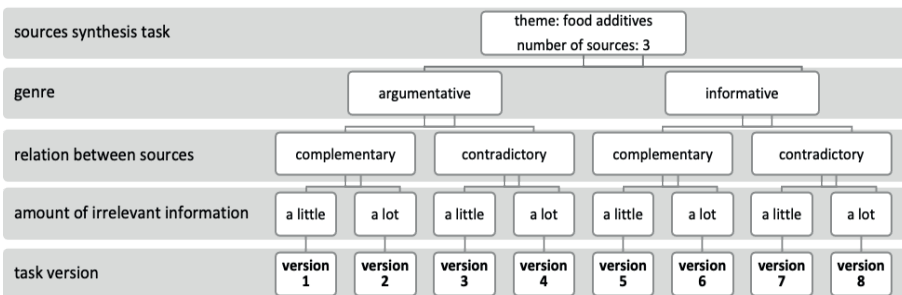 sources synthesis task
theme: food additives
number of sources: 3
genre
argumentative
informative
relation between sources
complementary
contradictory
complementary
contradictory
amount of irrelevant information
a little
a lot
a little
a lot
a little
a lot
a little
a lot
task version
version
1
version
2
version
3
version
4
version
5
version
6
version
7
version
8